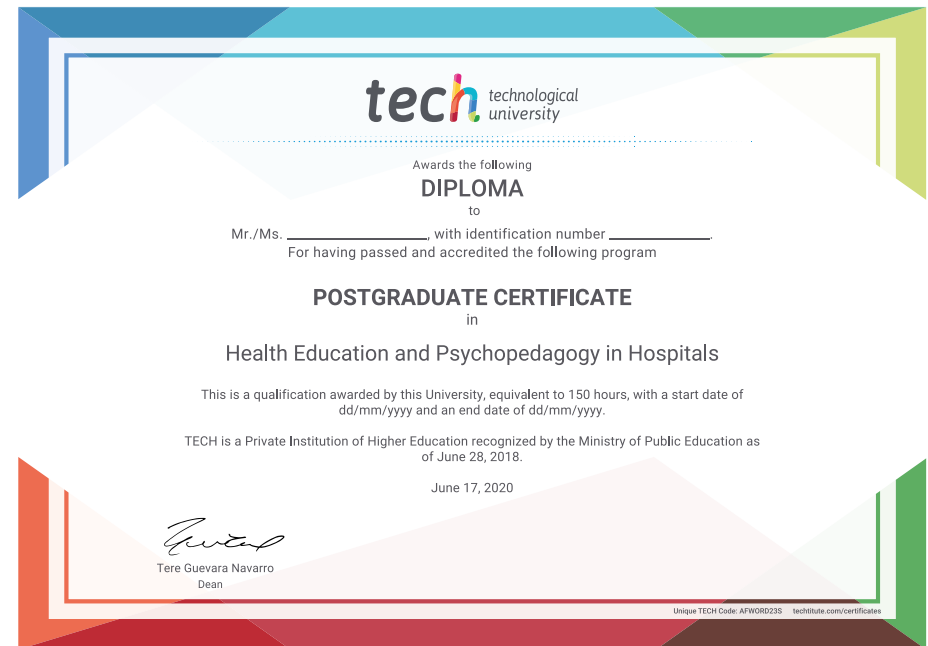 tech technological
university
Awards the following
DIPLOMA
to
Mr./Ms. ____________________, with identification number ______________.
For having passed and accredited the following program
POSTGRADUATE CERTIFICATE
in
Health Education and Psychopedagogy in Hospitals
This is a qualification awarded by this University, equivalent to 150 hours, with a start date of
dd/mm/yyyy and an end date of dd/mm/yyyy.
TECH is a Private Institution of Higher Education recognized by the Ministry of Public Education as
of June 28, 2018.
June 17, 2020
Tere Guevara Navarro
Dean
Unique TECH Code: AFWORD23S techtitute.com/certificates